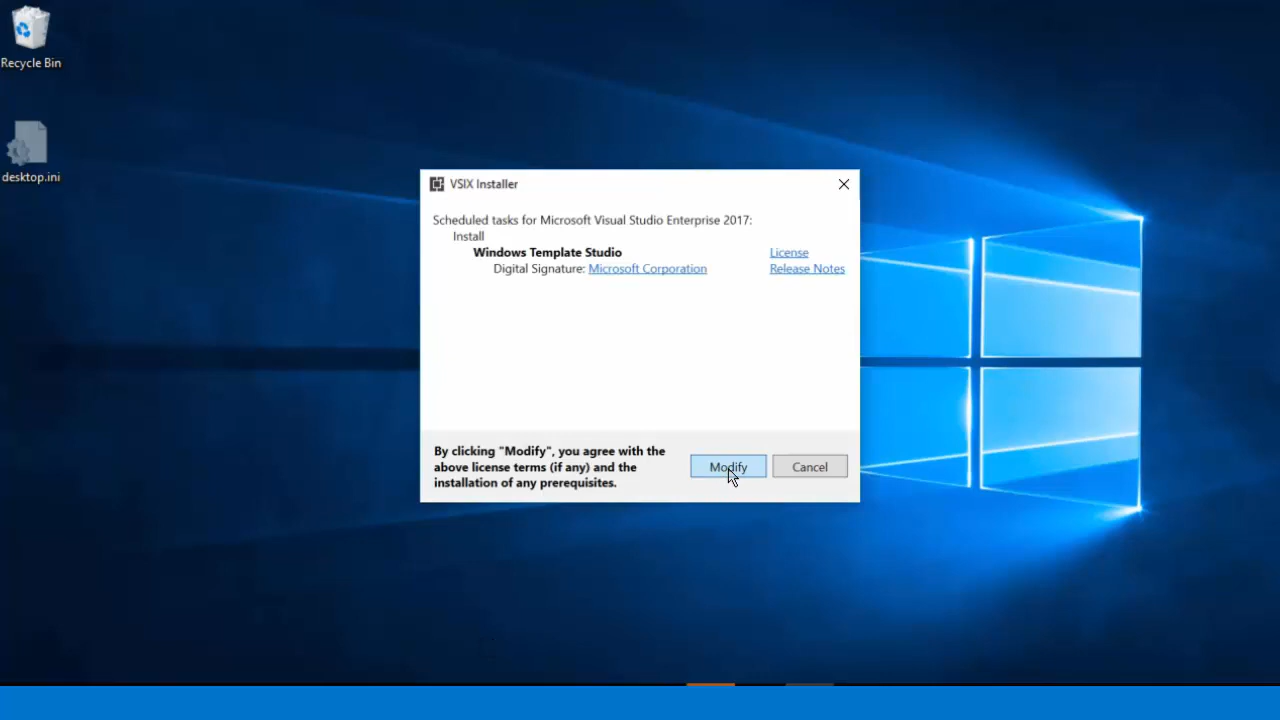 Recycle Bin
desktop.ini
VSIX Installer
Scheduled tasks for Microsoft Visual Studio Enterprise 2017:
Install
Windows Template Studio License
Digital Signature: Microsoft Corporation Release Notes
By clicking "Modify", you agree with the
above license terms (if any) and the
installation of any prerequisites.
Modify Cancel